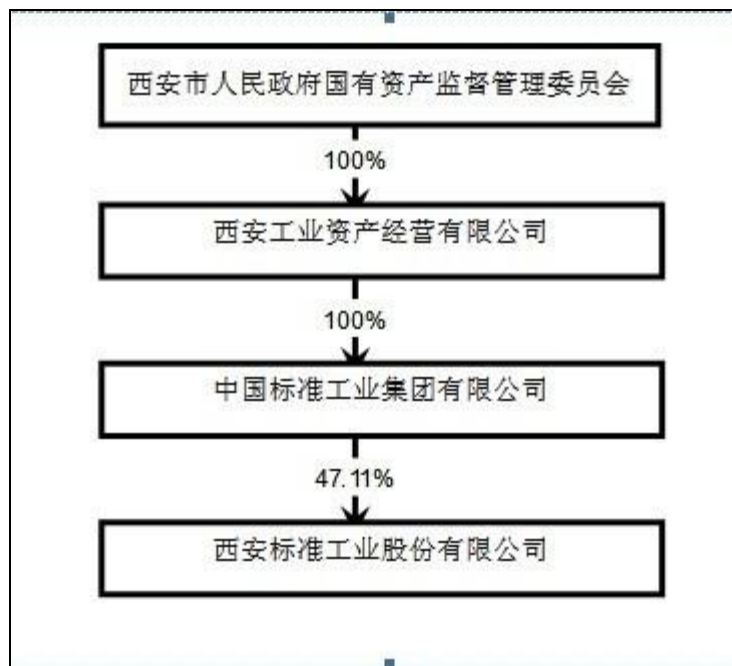 西安市人民政府国有资产监督管理委员会
100%
西安工业资产经营有限公司
100%
中国标准工业集团有限公司
47.11%
西安标准工业股份有限公司